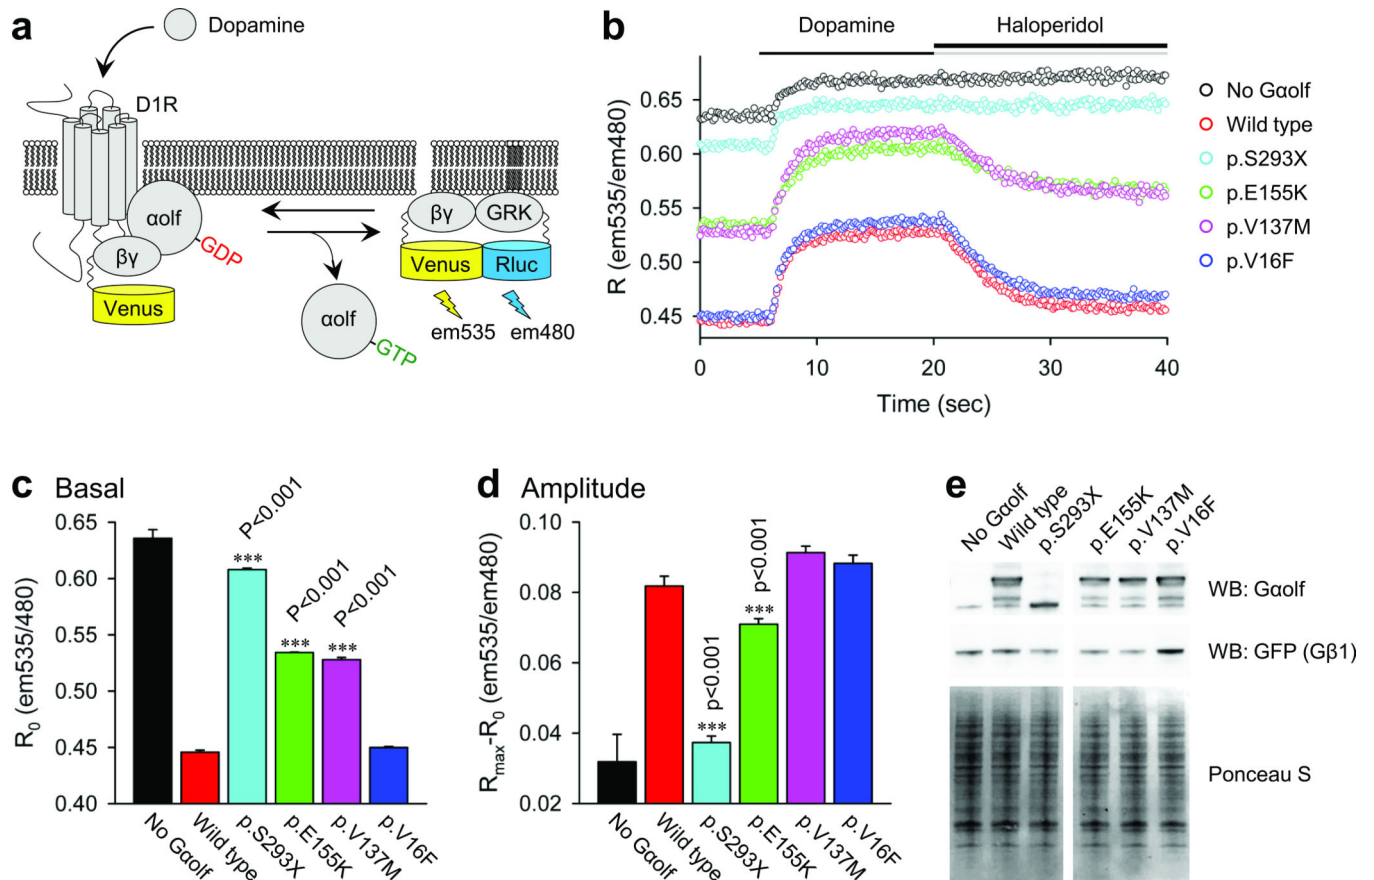 a
Dopamine
D1R
αolf
GDP
βγ
Venus
αolf
GTP
βγ
GRK
Venus
Rluc
em535
em480
b
Dopamine
Haloperidol
R (em535/em480)
0.65
0.60
0.55
0.50
0.45
0
10
20
30
40
Time (sec)
No Gαolf
Wild type
p.S293X
p.E155K
p.V137M
p.V16F
c Basal
R0 (em535/480)
0.65
0.60
0.55
0.50
0.45
0.40
P<0.001
***
P<0.001
***
P<0.001
***
No Gαolf
Wild type
p.S293X
p.E155K
p.V137M
p.V16F
d Amplitude
Rmax-R0 (em535/em480)
0.10
0.08
0.06
0.04
0.02
p<0.001
***
p<0.001
***
No Gαolf
Wild type
p.S293X
p.E155K
p.V137M
p.V16F
e
No Gαolf
Wild type
p.S293X
p.E155K
p.V137M
p.V16F
WB: Gαolf
WB: GFP (Gβ1)
Ponceau S